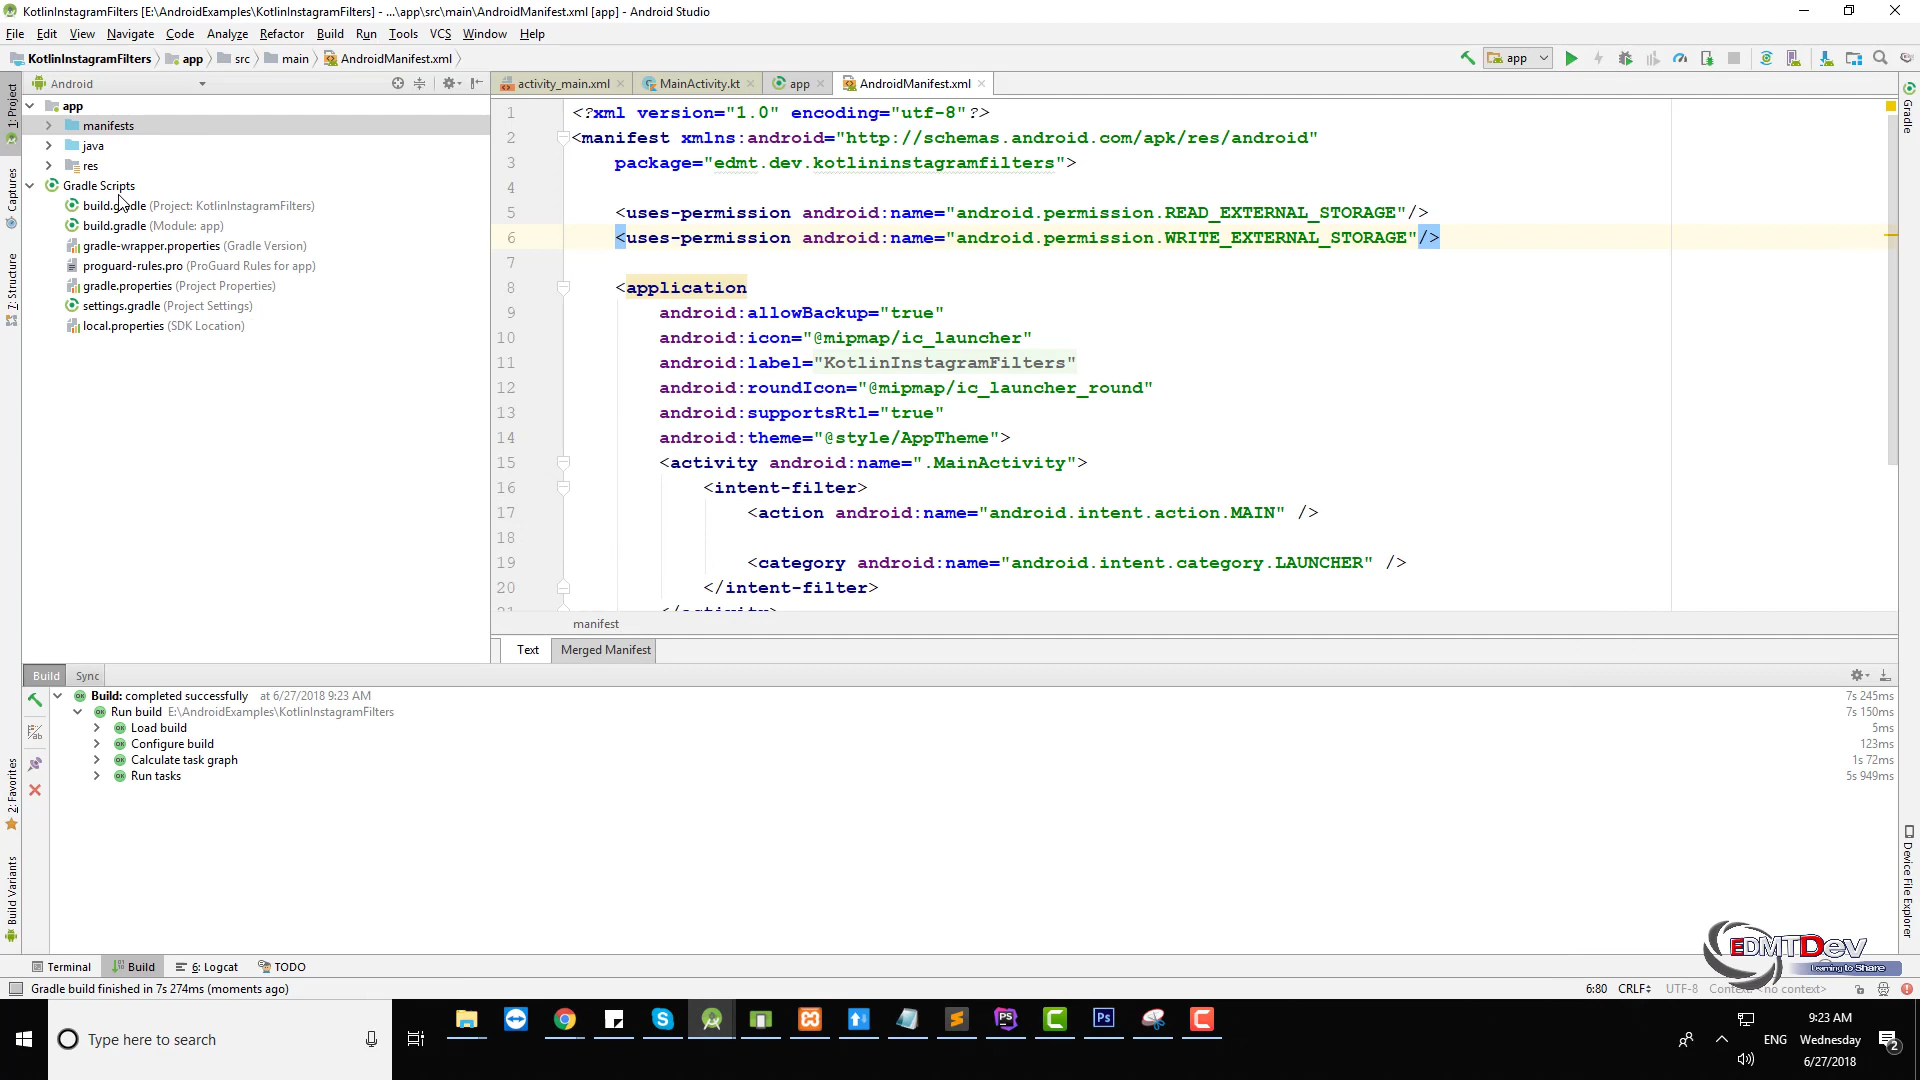 KotlinInstagramFilters [E:\AndroidExamples\KotlinInstagramFilters] - ...\app\src\main\AndroidManifest.xml [app] - Android Studio
File Edit View Navigate Code Analyze Refactor Build Run Tools VCS Window Help
KotlinInstagramFilters app src main AndroidManifest.xml
app
Android
activity_main.xml MainActivity.kt app AndroidManifest.xml
1: Project
Captures
7: Structure
2: Favorites
Build Variants
app
manifests
java
res
Gradle Scripts
build.gradle (Project: KotlinInstagramFilters)
build.gradle (Module: app)
gradle-wrapper.properties (Gradle Version)
proguard-rules.pro (ProGuard Rules for app)
gradle.properties (Project Properties)
settings.gradle (Project Settings)
local.properties (SDK Location)
1 <?xml version="1.0" encoding="utf-8"?>
2 <manifest xmlns:android="http://schemas.android.com/apk/res/android"
3 package="edmt.dev.kotlininstagramfilters">
4
5 <uses-permission android:name="android.permission.READ_EXTERNAL_STORAGE"/>
6 <uses-permission android:name="android.permission.WRITE_EXTERNAL_STORAGE"/>
7
8 <application
9 android:allowBackup="true"
10 android:icon="@mipmap/ic_launcher"
11 android:label="KotlinInstagramFilters"
12 android:roundIcon="@mipmap/ic_launcher_round"
13 android:supportsRtl="true"
14 android:theme="@style/AppTheme">
15 <activity android:name=".MainActivity">
16 <intent-filter>
17 <action android:name="android.intent.action.MAIN" />
18
19 <category android:name="android.intent.category.LAUNCHER" />
20 </intent-filter>
21 </activity>
manifest
Text Merged Manifest
Gradle
Device File Explorer
Build Sync
Build: completed successfully at 6/27/2018 9:23 AM 7s 245ms
Run build E:\AndroidExamples\KotlinInstagramFilters 7s 150ms
Load build 5ms
Configure build 123ms
Calculate task graph 1s 72ms
Run tasks 5s 949ms
EDMTDev
Learning to Share
Terminal Build 6: Logcat TODO
Gradle build finished in 7s 274ms (moments ago)
6:80 CRLF UTF-8 Context: <no context>
Type here to search
PS
Ps
ENG
9:23 AM
Wednesday
6/27/2018
2